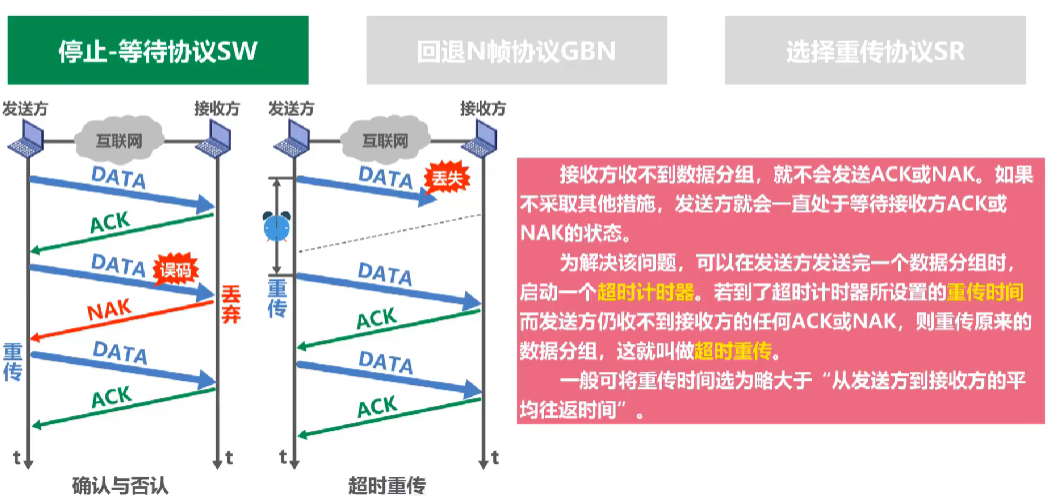 停止-等待协议SW
回退N帧协议GBN
选择重传协议SR
发送方
接收方
互联网
DATA
ACK
DATA
误码
NAK
丢弃
重传
DATA
ACK
t
t
确认与否认
发送方
接收方
互联网
DATA
丢失
重传
DATA
ACK
DATA
ACK
t
t
超时重传
接收方收不到数据分组，就不会发送ACK或NAK。如果
不采取其他措施，发送方就会一直处于等待接收方ACK或
NAK的状态。
为解决该问题，可以在发送方发送完一个数据分组时，
启动一个超时计时器。若到了超时计时器所设置的重传时间
而发送方仍收不到接收方的任何ACK或NAK，则重传原来的
数据分组，这就叫做超时重传。
一般可将重传时间选为略大于“从发送方到接收方的平
均往返时间”。